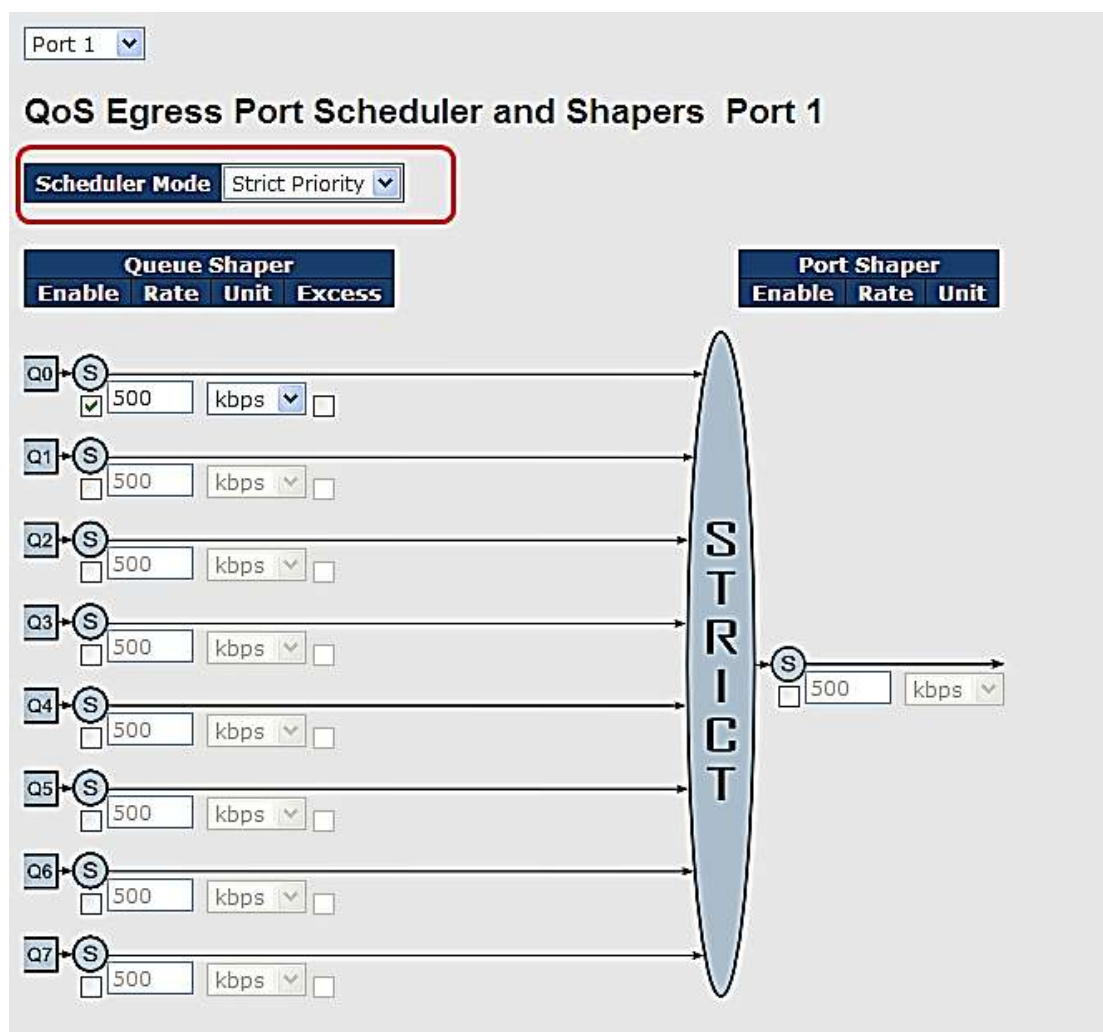 Port 1
QoS Egress Port Scheduler and Shapers Port 1
Scheduler Mode Strict Priority
Queue Shaper Port Shaper
Enable Rate Unit Excess Enable Rate Unit
Q0 S
500 kbps
Q1 S
500 kbps
Q2 S
500 kbps
Q3 S
500 kbps
Q4 S
500 kbps
Q5 S
500 kbps
Q6 S
500 kbps
Q7 S
500 kbps
STRICT
S
500 kbps